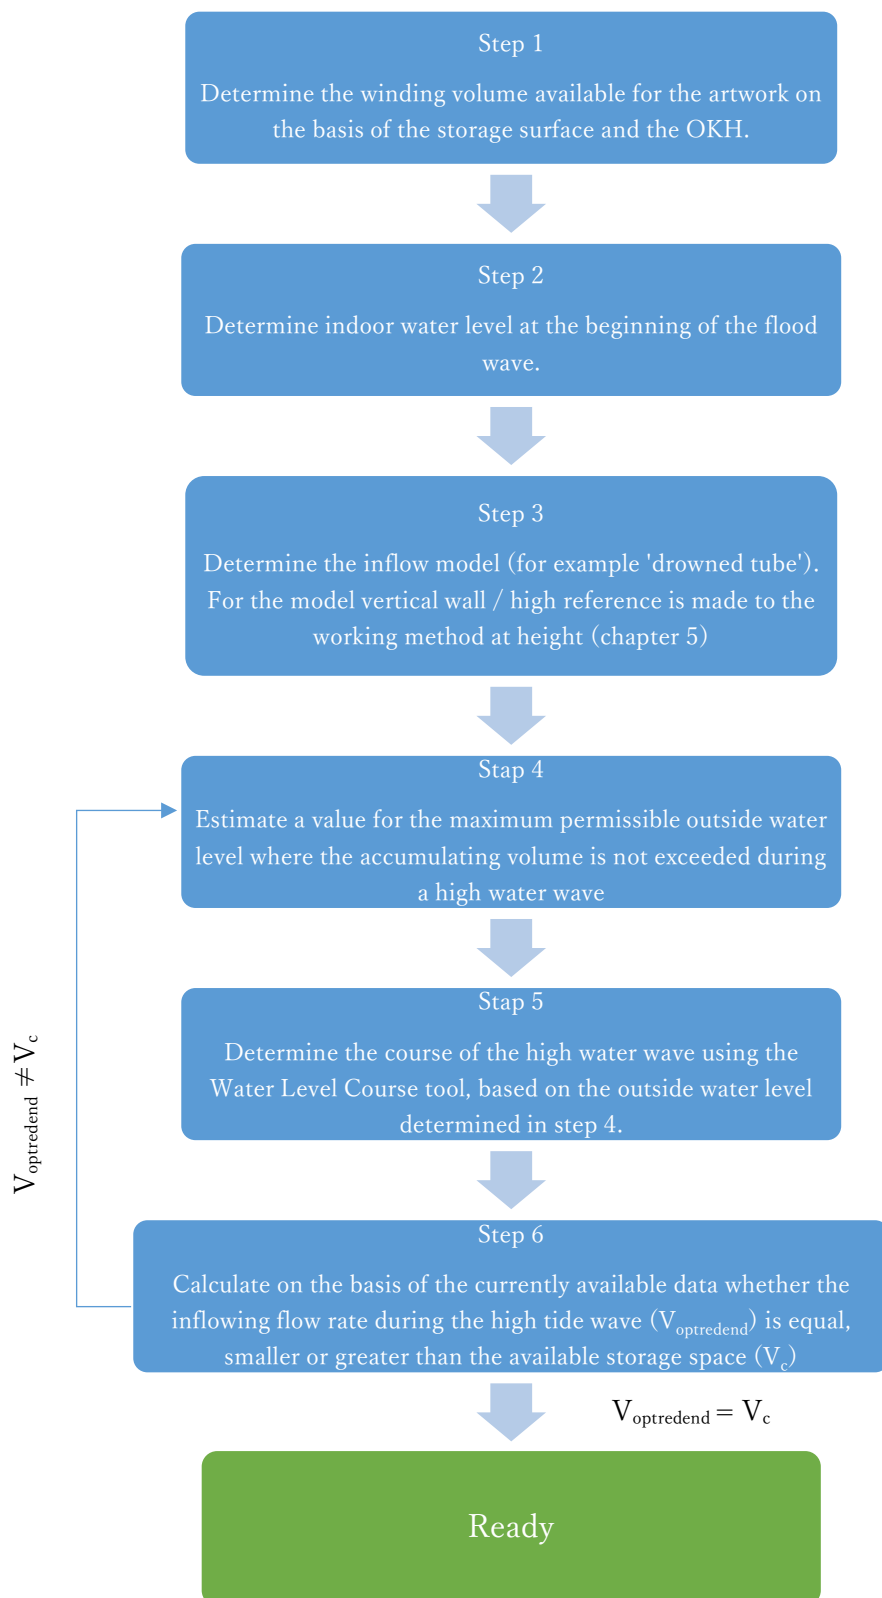 Step 1
Determine the winding volume available for the artwork on
the basis of the storage surface and the OKH.
Step 2
Determine indoor water level at the beginning of the flood
wave.
Step 3
Determine the inflow model (for example 'drowned tube').
For the model vertical wall / high reference is made to the
working method at height (chapter 5)
Stap 4
Estimate a value for the maximum permissible outside water
level where the accumulating volume is not exceeded during
a high water wave
Stap 5
Determine the course of the high water wave using the
Water Level Course tool, based on the outside water level
determined in step 4.
V_optredend ≠ V_c
Step 6
Calculate on the basis of the currently available data whether the
inflowing flow rate during the high tide wave (V_optredend) is equal,
smaller or greater than the available storage space (V_c)
V_optredend = V_c
Ready